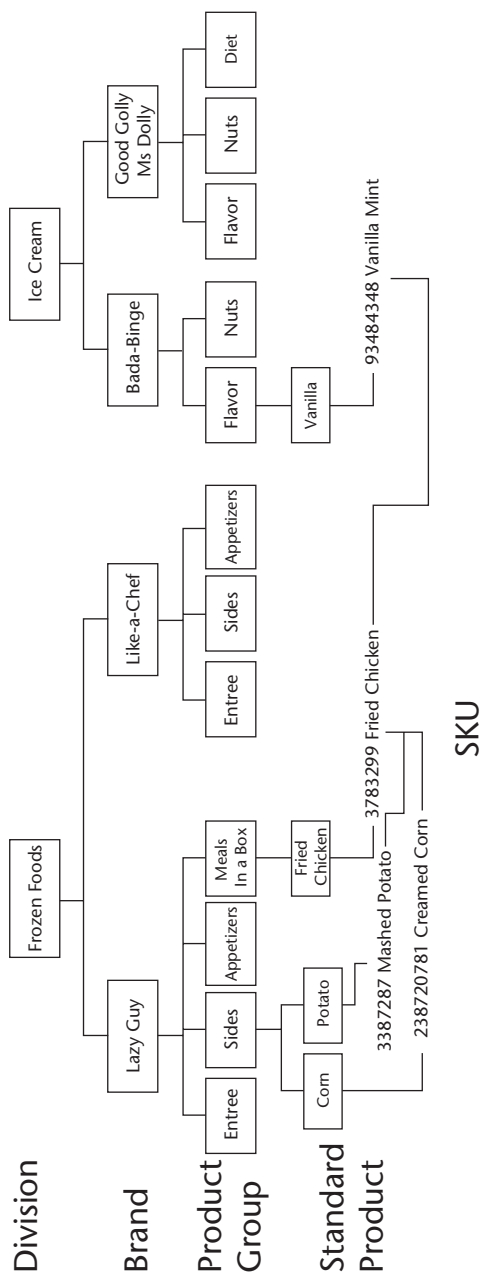 Division
Frozen Foods
Ice Cream
Brand
Lazy Guy
Like-a-Chef
Bada-Binge
Good Golly
Ms Dolly
Product
Group
Entree
Sides
Appetizers
Meals
In a Box
Entree
Sides
Appetizers
Flavor
Nuts
Flavor
Nuts
Diet
Standard
Product
Corn
Potato
Fried
Chicken
Vanilla
3387287 Mashed Potato
238720781 Creamed Corn
3783299 Fried Chicken
93484348 Vanilla Mint
SKU